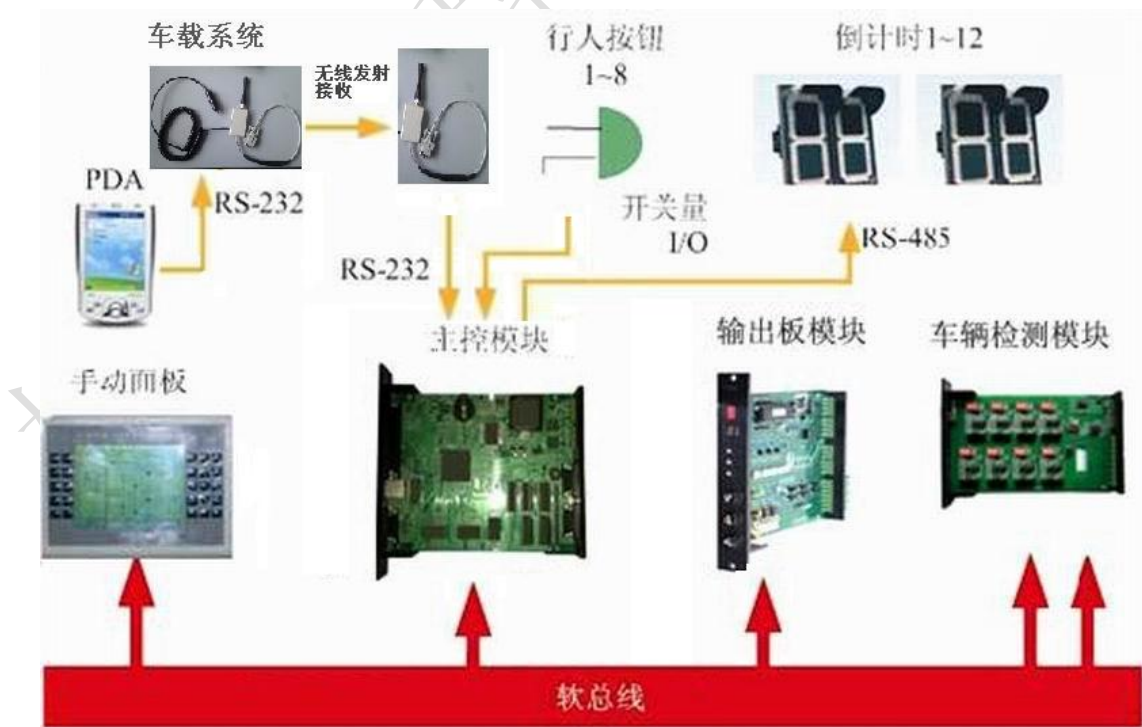 车载系统
无线发射
接收
行人按钮
1~8
倒计时1~12
PDA
RS-232
开关量
I/O
RS-485
RS-232
主控模块
输出板模块
车辆检测模块
手动面板
软总线